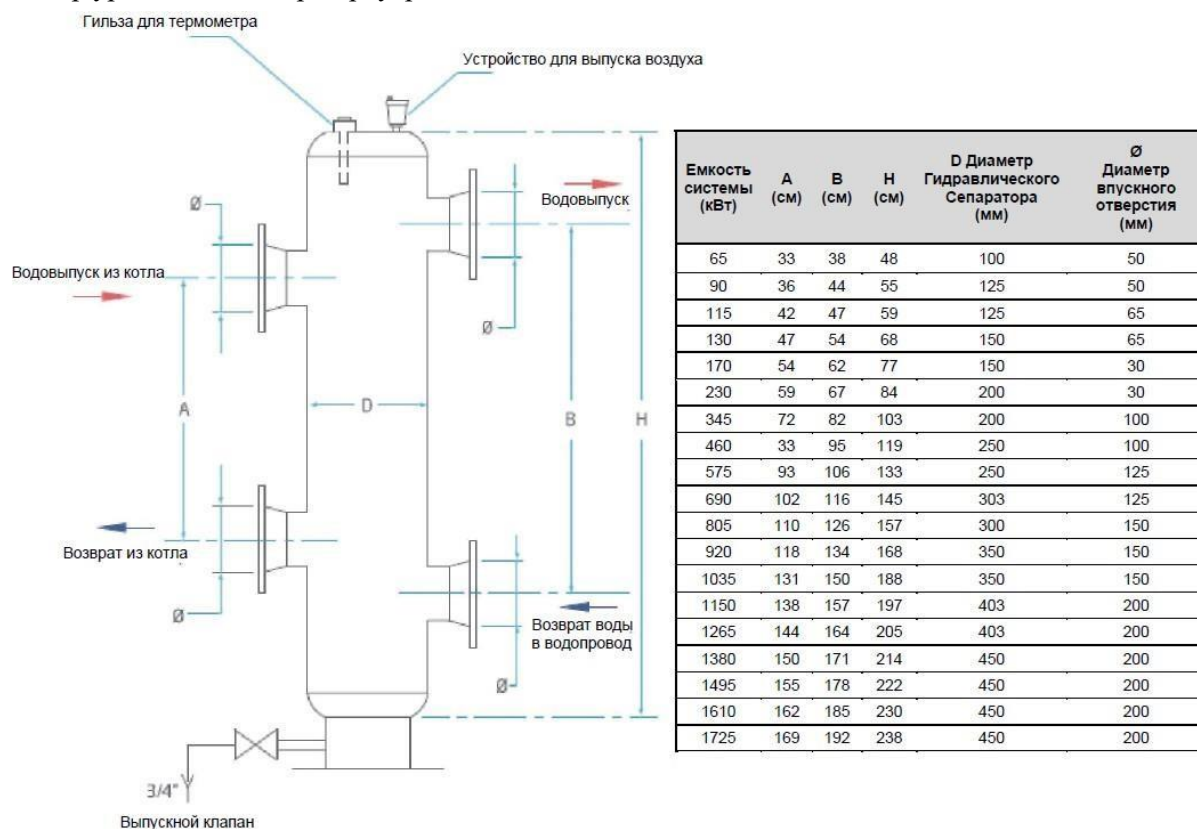 Гильза для термометра
Устройство для выпуска воздуха
Ø
Водовыпуск
Водовыпуск из котла
Ø
A
D
B
H
Возврат из котла
Ø
Возврат воды
в водопровод
Ø
3/4"
Выпускной клапан
Емкость системы (кВт) A (см) B (см) H (см) D Диаметр Гидравлического Сепаратора (мм) Ø Диаметр впускного отверстия (мм)
65 33 38 48 100 50
90 36 44 55 125 50
115 42 47 59 125 65
130 47 54 68 150 65
170 54 62 77 150 30
230 59 67 84 200 30
345 72 82 103 200 100
460 33 95 119 250 100
575 93 106 133 250 125
690 102 116 145 303 125
805 110 126 157 300 150
920 118 134 168 350 150
1035 131 150 188 350 150
1150 138 157 197 403 200
1265 144 164 205 403 200
1380 150 171 214 450 200
1495 155 178 222 450 200
1610 162 185 230 450 200
1725 169 192 238 450 200